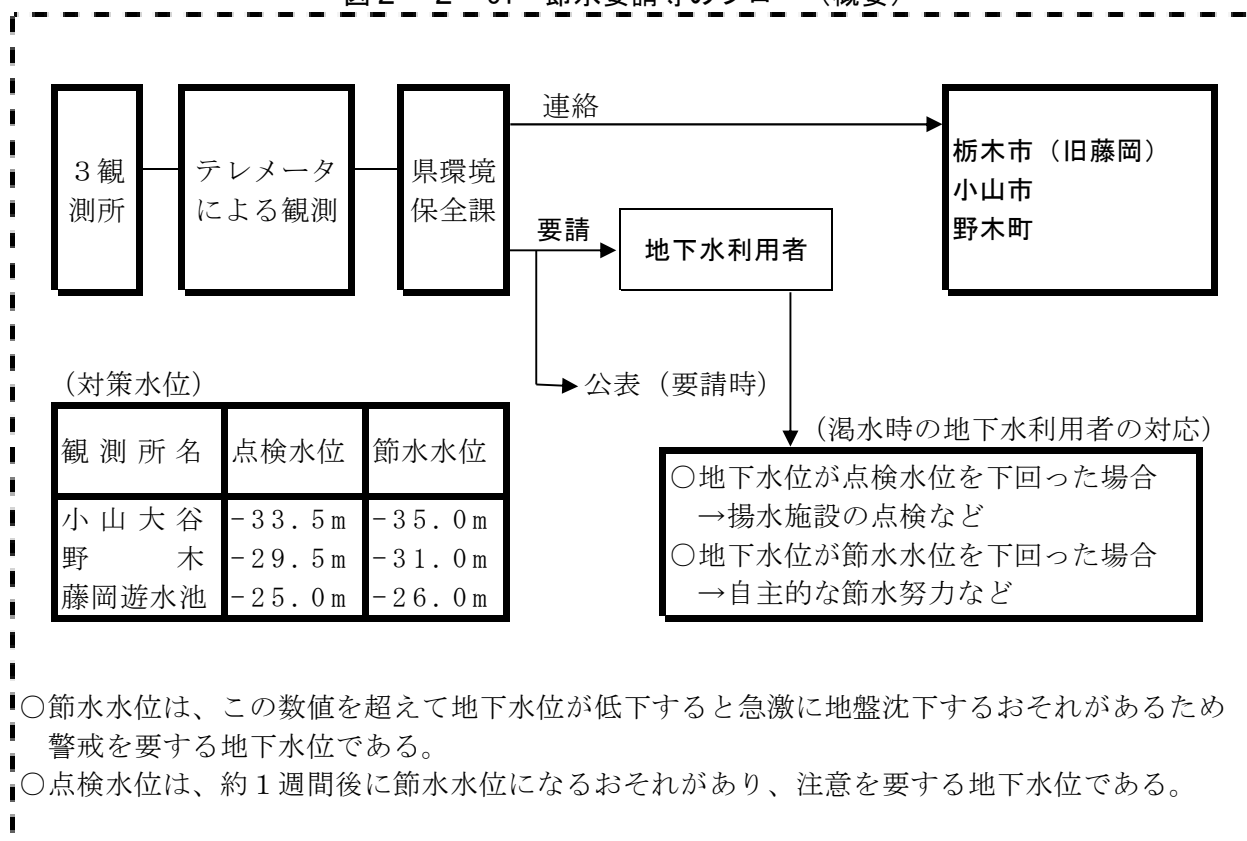 図２－２－37 節水要請等のフロー（概要）
３観
測所
テレメータ
による観測
県環境
保全課
連絡
栃木市（旧藤岡）
小山市
野木町
要請
地下水利用者
公表（要請時）
（対策水位）
観測所名 点検水位 節水水位
小山大谷 -33.5m -35.0m
野木 -29.5m -31.0m
藤岡遊水池 -25.0m -26.0m
（渇水時の地下水利用者の対応）
○地下水位が点検水位を下回った場合
→揚水施設の点検など
○地下水位が節水水位を下回った場合
→自主的な節水努力など
○節水水位は、この数値を超えて地下水位が低下すると急激に地盤沈下するおそれがあるため
警戒を要する地下水位である。
○点検水位は、約１週間後に節水水位になるおそれがあり、注意を要する地下水位である。